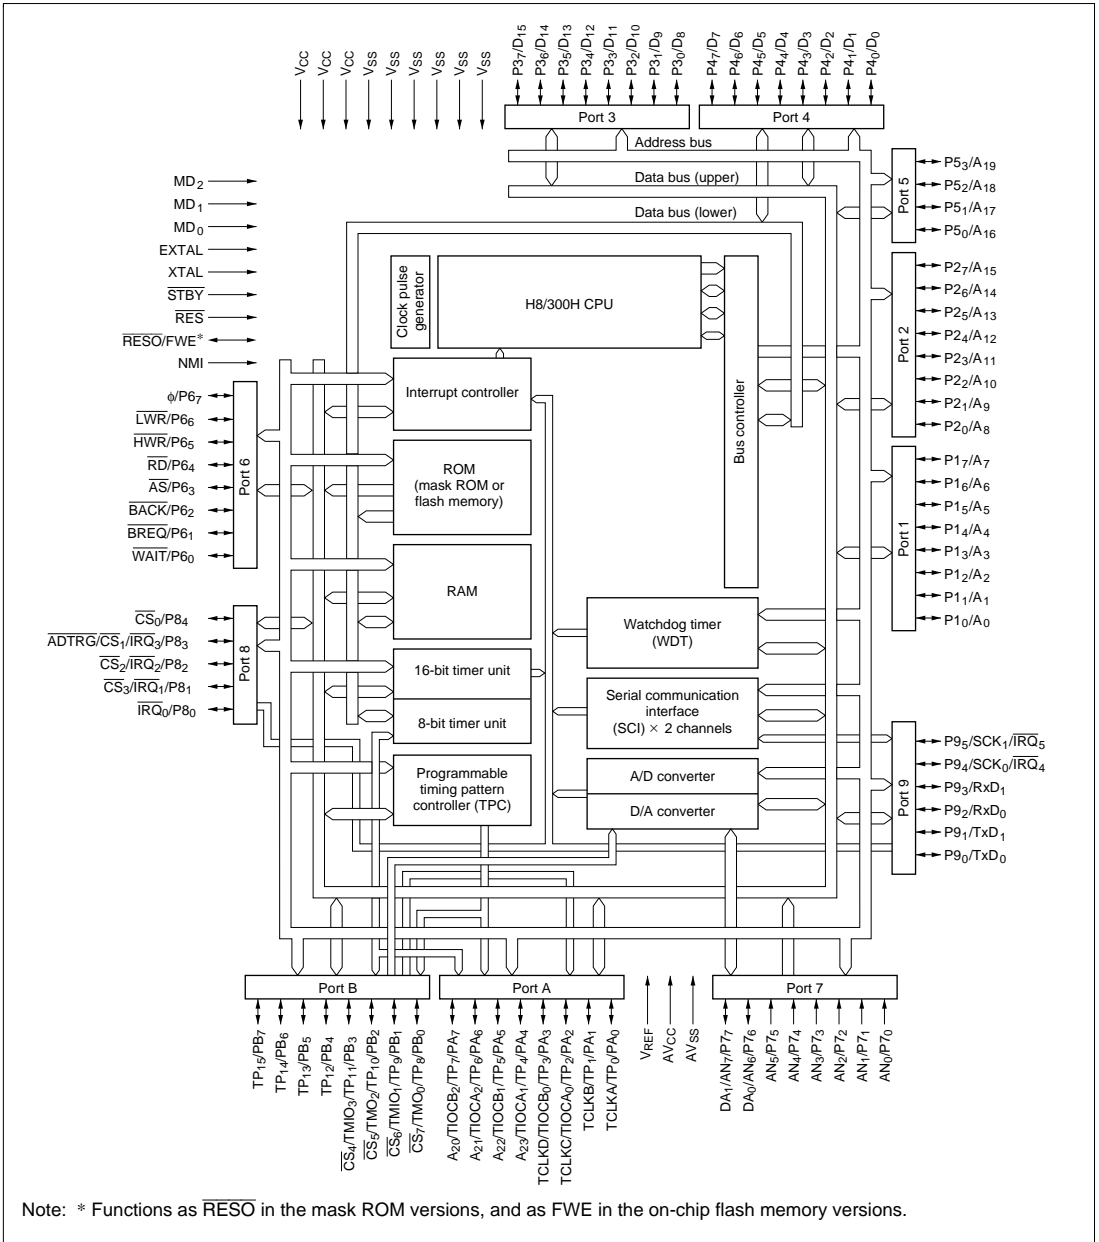 VCC
VCC
VCC
VSS
VSS
VSS
VSS
VSS
VSS
P37/D15
P36/D14
P35/D13
P34/D12
P33/D11
P32/D10
P31/D9
P30/D8
P47/D7
P46/D6
P45/D5
P44/D4
P43/D3
P42/D2
P41/D1
P40/D0
Port 3
Port 4
Address bus
Data bus (upper)
Data bus (lower)
MD2
MD1
MD0
EXTAL
XTAL
STBY
RES
RESO/FWE*
NMI
Port 5
P53/A19
P52/A18
P51/A17
P50/A16
Clock pulse
generator
H8/300H CPU
Bus controller
Interrupt controller
ROM
(mask ROM or
flash memory)
RAM
16-bit timer unit
8-bit timer unit
Programmable
timing pattern
controller (TPC)
Watchdog timer
(WDT)
Serial communication
interface
(SCI) × 2 channels
A/D converter
D/A converter
Port 2
P27/A15
P26/A14
P25/A13
P24/A12
P23/A11
P22/A10
P21/A9
P20/A8
Port 1
P17/A7
P16/A6
P15/A5
P14/A4
P13/A3
P12/A2
P11/A1
P10/A0
ϕ/P67
LWR/P66
HWR/P65
RD/P64
AS/P63
BACK/P62
BREQ/P61
WAIT/P60
Port 6
CS0/P84
ADTRG/CS1/IRQ3/P83
CS2/IRQ2/P82
CS3/IRQ1/P81
IRQ0/P80
Port 8
Port 9
P95/SCK1/IRQ5
P94/SCK0/IRQ4
P93/RxD1
P92/RxD0
P91/TxD1
P90/TxD0
Port B
Port A
Port 7
TP15/PB7
TP14/PB6
TP13/PB5
TP12/PB4
CS4/TMIO3/TP11/PB3
CS5/TMO2/TP10/PB2
CS6/TMIO1/TP9/PB1
CS7/TMO0/TP8/PB0
A20/TIOCB2/TP7/PA7
A21/TIOCA2/TP6/PA6
A22/TIOCB1/TP5/PA5
A23/TIOCA1/TP4/PA4
TCLKD/TIOCB0/TP3/PA3
TCLKC/TIOCA0/TP2/PA2
TCLKB/TP1/PA1
TCLKA/TP0/PA0
VREF
AVCC
AVSS
DA1/AN7/P77
DA0/AN6/P76
AN5/P75
AN4/P74
AN3/P73
AN2/P72
AN1/P71
AN0/P70
Note: * Functions as RESO in the mask ROM versions, and as FWE in the on-chip flash memory versions.